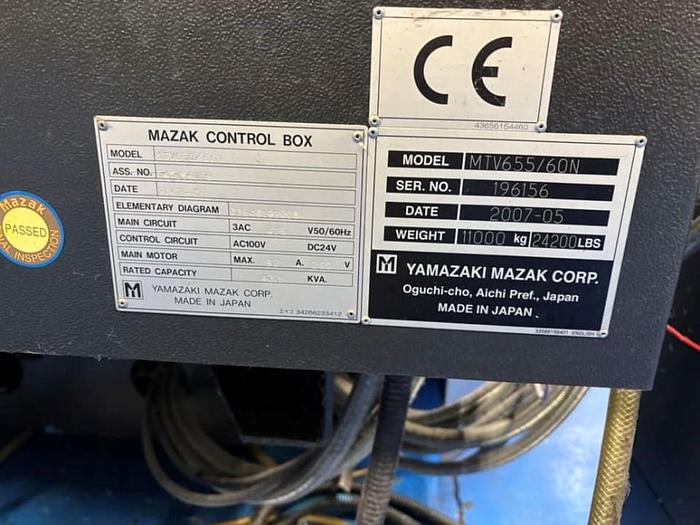 CE
43656154460
MAZAK CONTROL BOX
MODEL
ASS. NO.
DATE
ELEMENTARY DIAGRAM
MAIN CIRCUIT 3AC V50/60Hz
CONTROL CIRCUIT AC100V DC24V
MAIN MOTOR MAX. A. V
RATED CAPACITY KVA.
M YAMAZAKI MAZAK CORP.
MADE IN JAPAN
34266233412
MODEL MTV655/60N
SER. NO. 196156
DATE 2007-05
WEIGHT 11000 kg 24200 LBS
M YAMAZAKI MAZAK CORP.
Oguchi-cho, Aichi Pref., Japan
MADE IN JAPAN
ENGLISH
Mazak
PASSED
INSPECTION